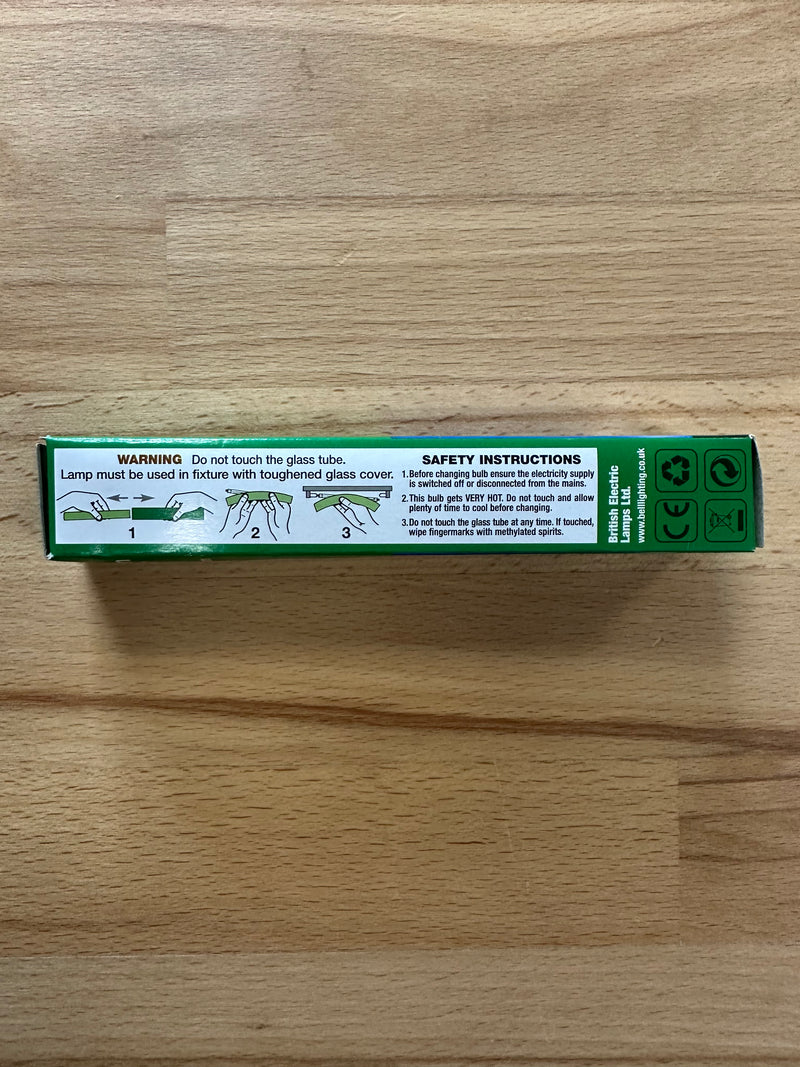 WARNING Do not touch the glass tube.
Lamp must be used in fixture with toughened glass cover.
1
2
3
SAFETY INSTRUCTIONS
1.Before changing bulb ensure the electricity supply
is switched off or disconnected from the mains.
2.This bulb gets VERY HOT. Do not touch and allow
plenty of time to cool before changing.
3.Do not touch the glass tube at any time. If touched,
wipe fingermarks with methylated spirits.
British Electric
Lamps Ltd.
www.belllighting.co.uk
CE